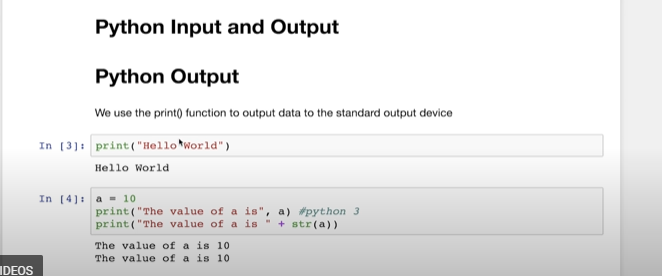 Python Input and Output
Python Output
We use the print() function to output data to the standard output device
In [3]: print("Hello World")
Hello World
In [4]: a = 10
print("The value of a is", a) #python 3
print("The value of a is " + str(a))
The value of a is 10
The value of a is 10
IDEOS